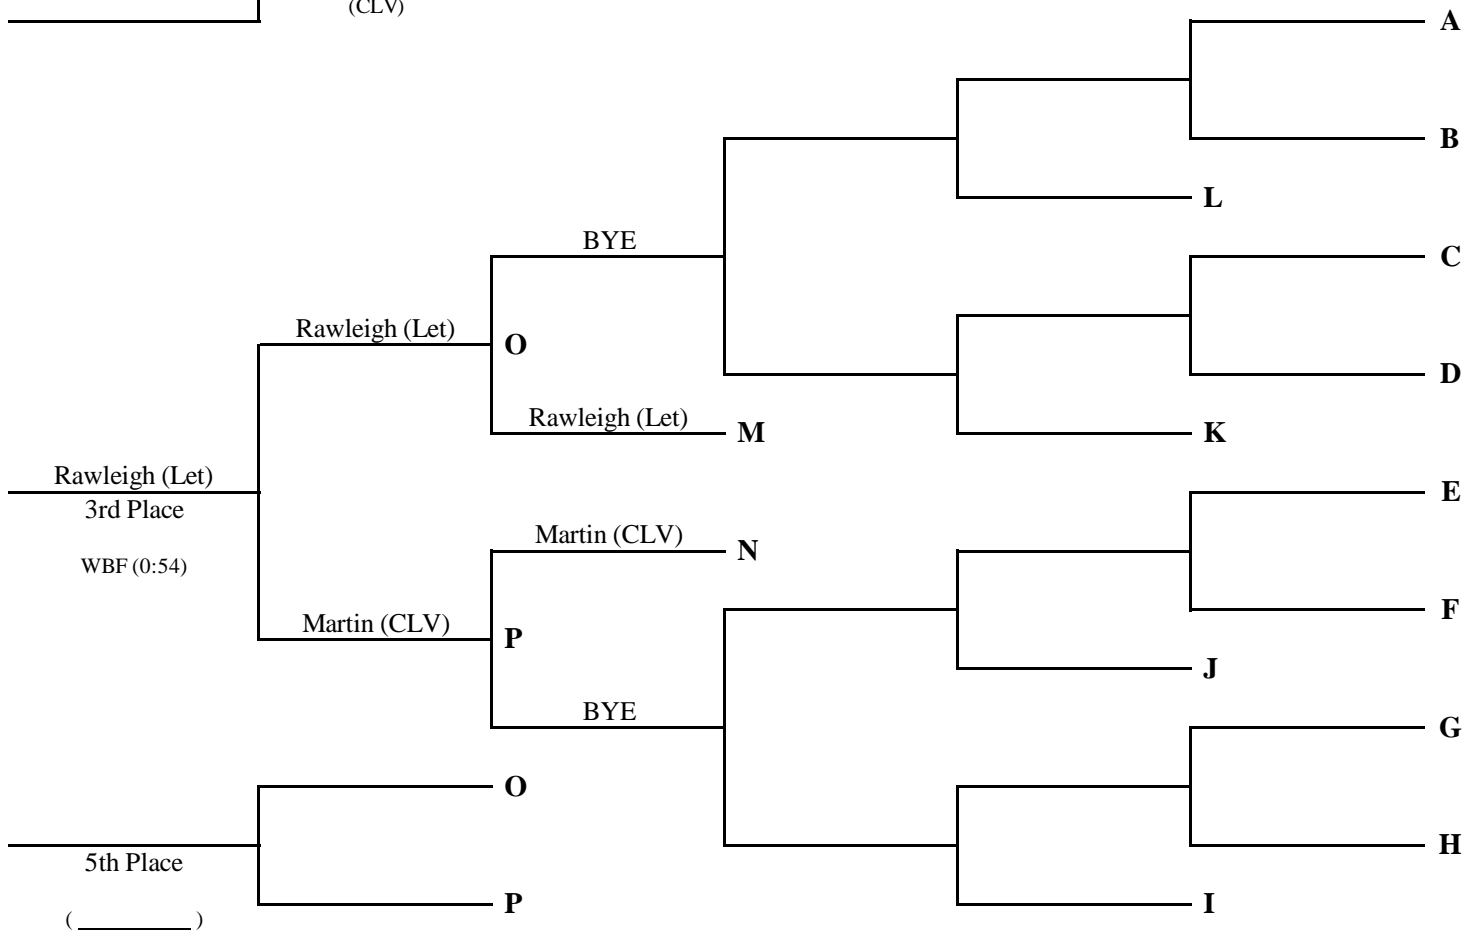 (CLV)
A
B
L
BYE
C
Rawleigh (Let)
O
D
Rawleigh (Let)
M
K
Rawleigh (Let)
3rd Place
E
Martin (CLV)
N
WBF (0:54)
F
Martin (CLV)
P
J
BYE
G
O
H
5th Place
P
I
( __________ )